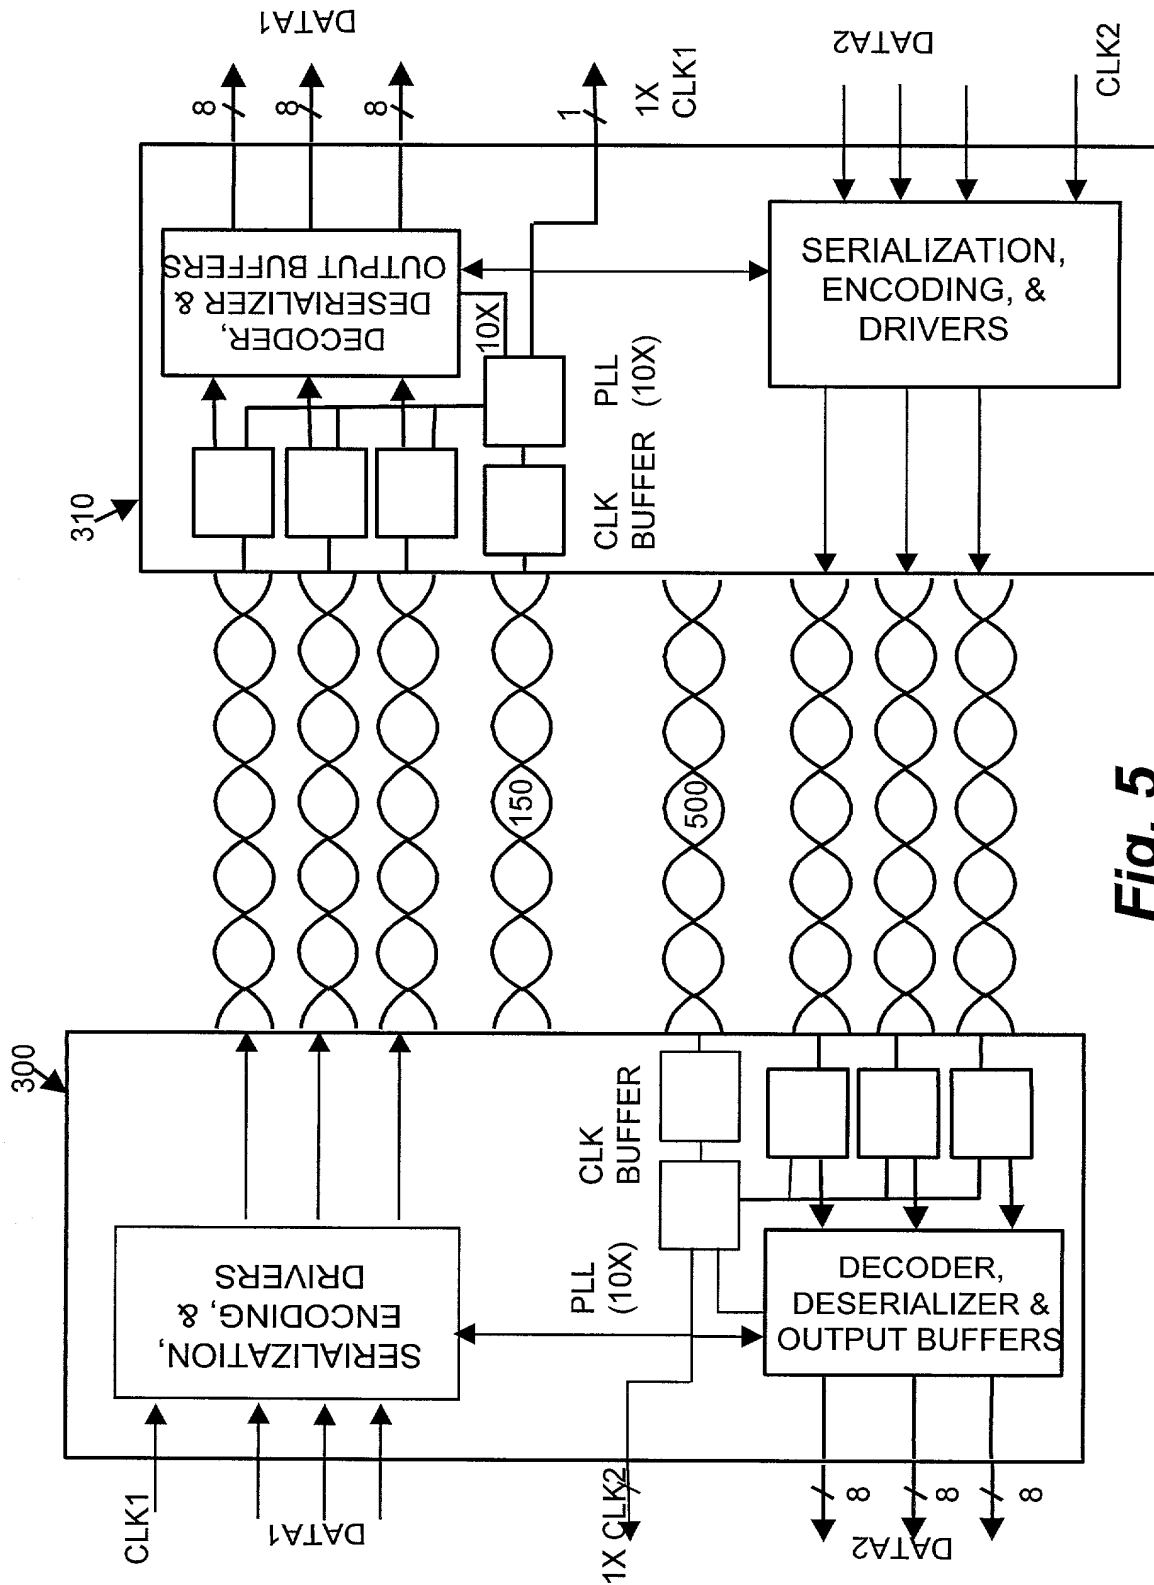 DATA1
8
8
8
1
1X
CLK1
DATA2
CLK2
310
DECODER,
DESERIALIZER &
OUTPUT BUFFERS
10X
PLL
(10X)
CLK
BUFFER
SERIALIZATION,
ENCODING, &
DRIVERS
150
500
Fig. 5
300
SERIALIZATION,
ENCODING, &
DRIVERS
CLK
BUFFER
PLL
(10X)
DECODER,
DESERIALIZER &
OUTPUT BUFFERS
CLK1
DATA1
1X CLK2
8
8
8
DATA2